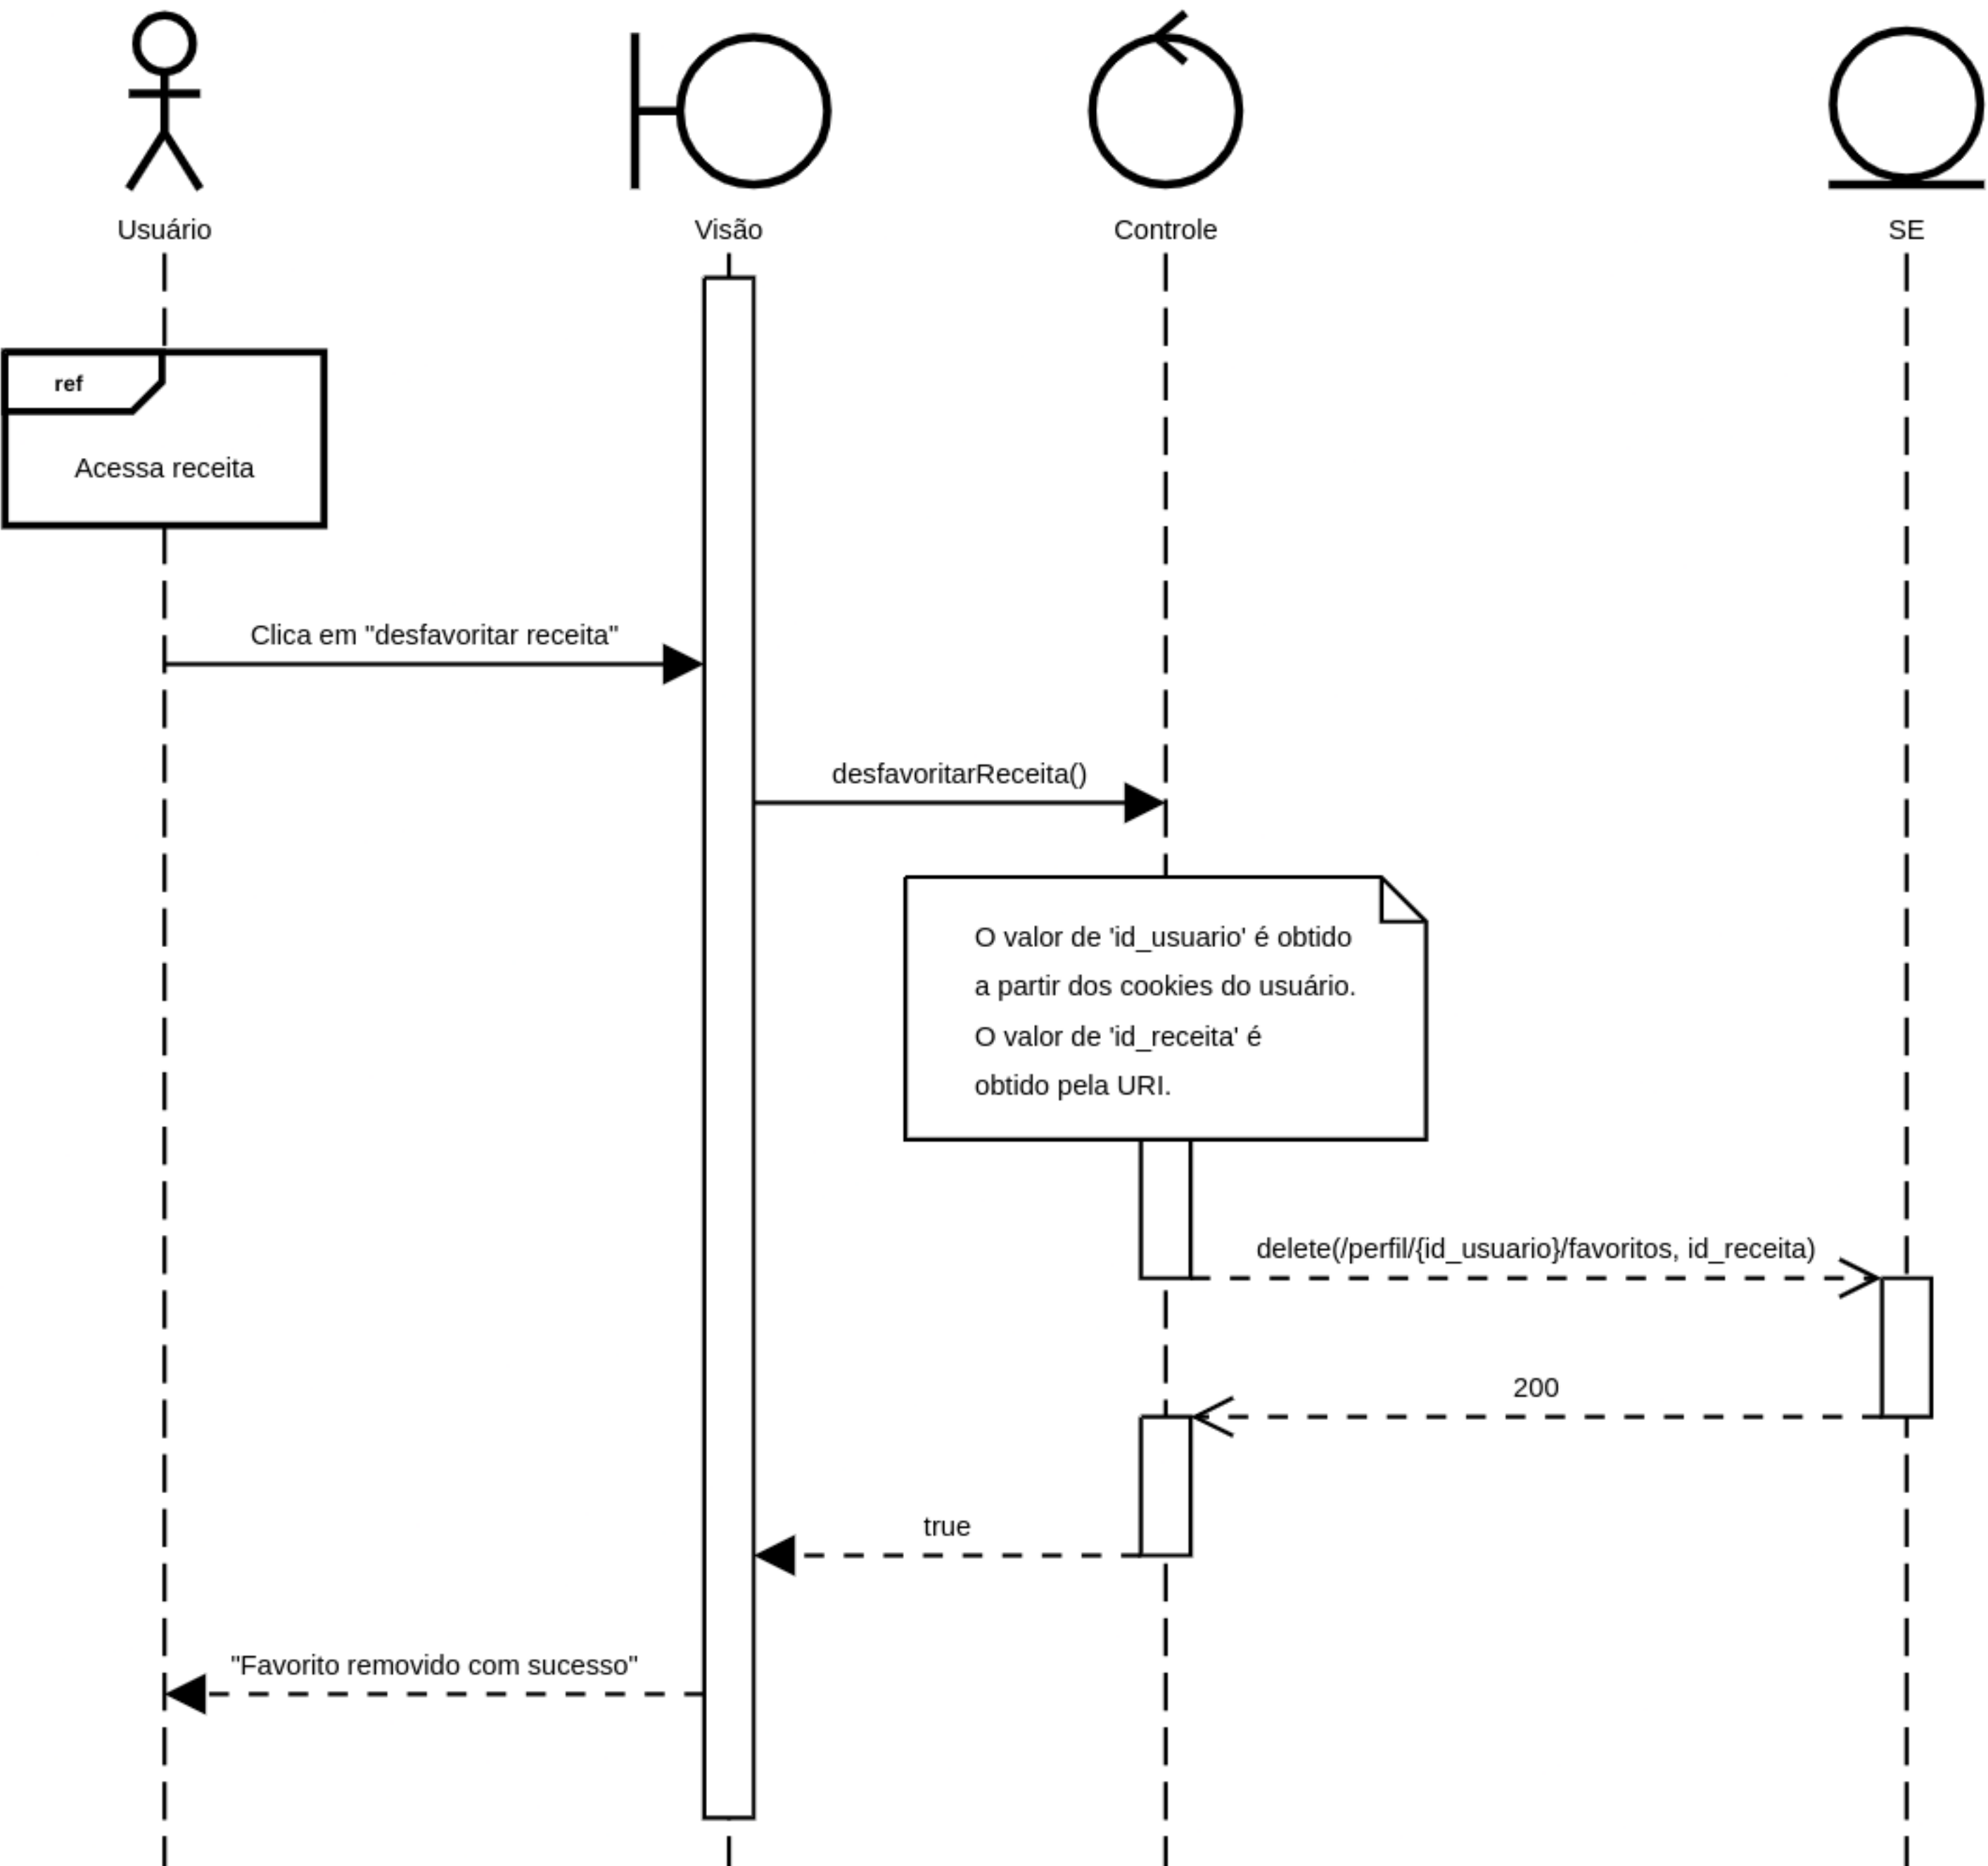 Usuário
Visão
Controle
SE
ref
Acessa receita
Clica em "desfavoritar receita"
desfavoritarReceita()
O valor de 'id_usuario' é obtido
a partir dos cookies do usuário.
O valor de 'id_receita' é
obtido pela URI.
delete(/perfil/{id_usuario}/favoritos, id_receita)
200
true
"Favorito removido com sucesso"